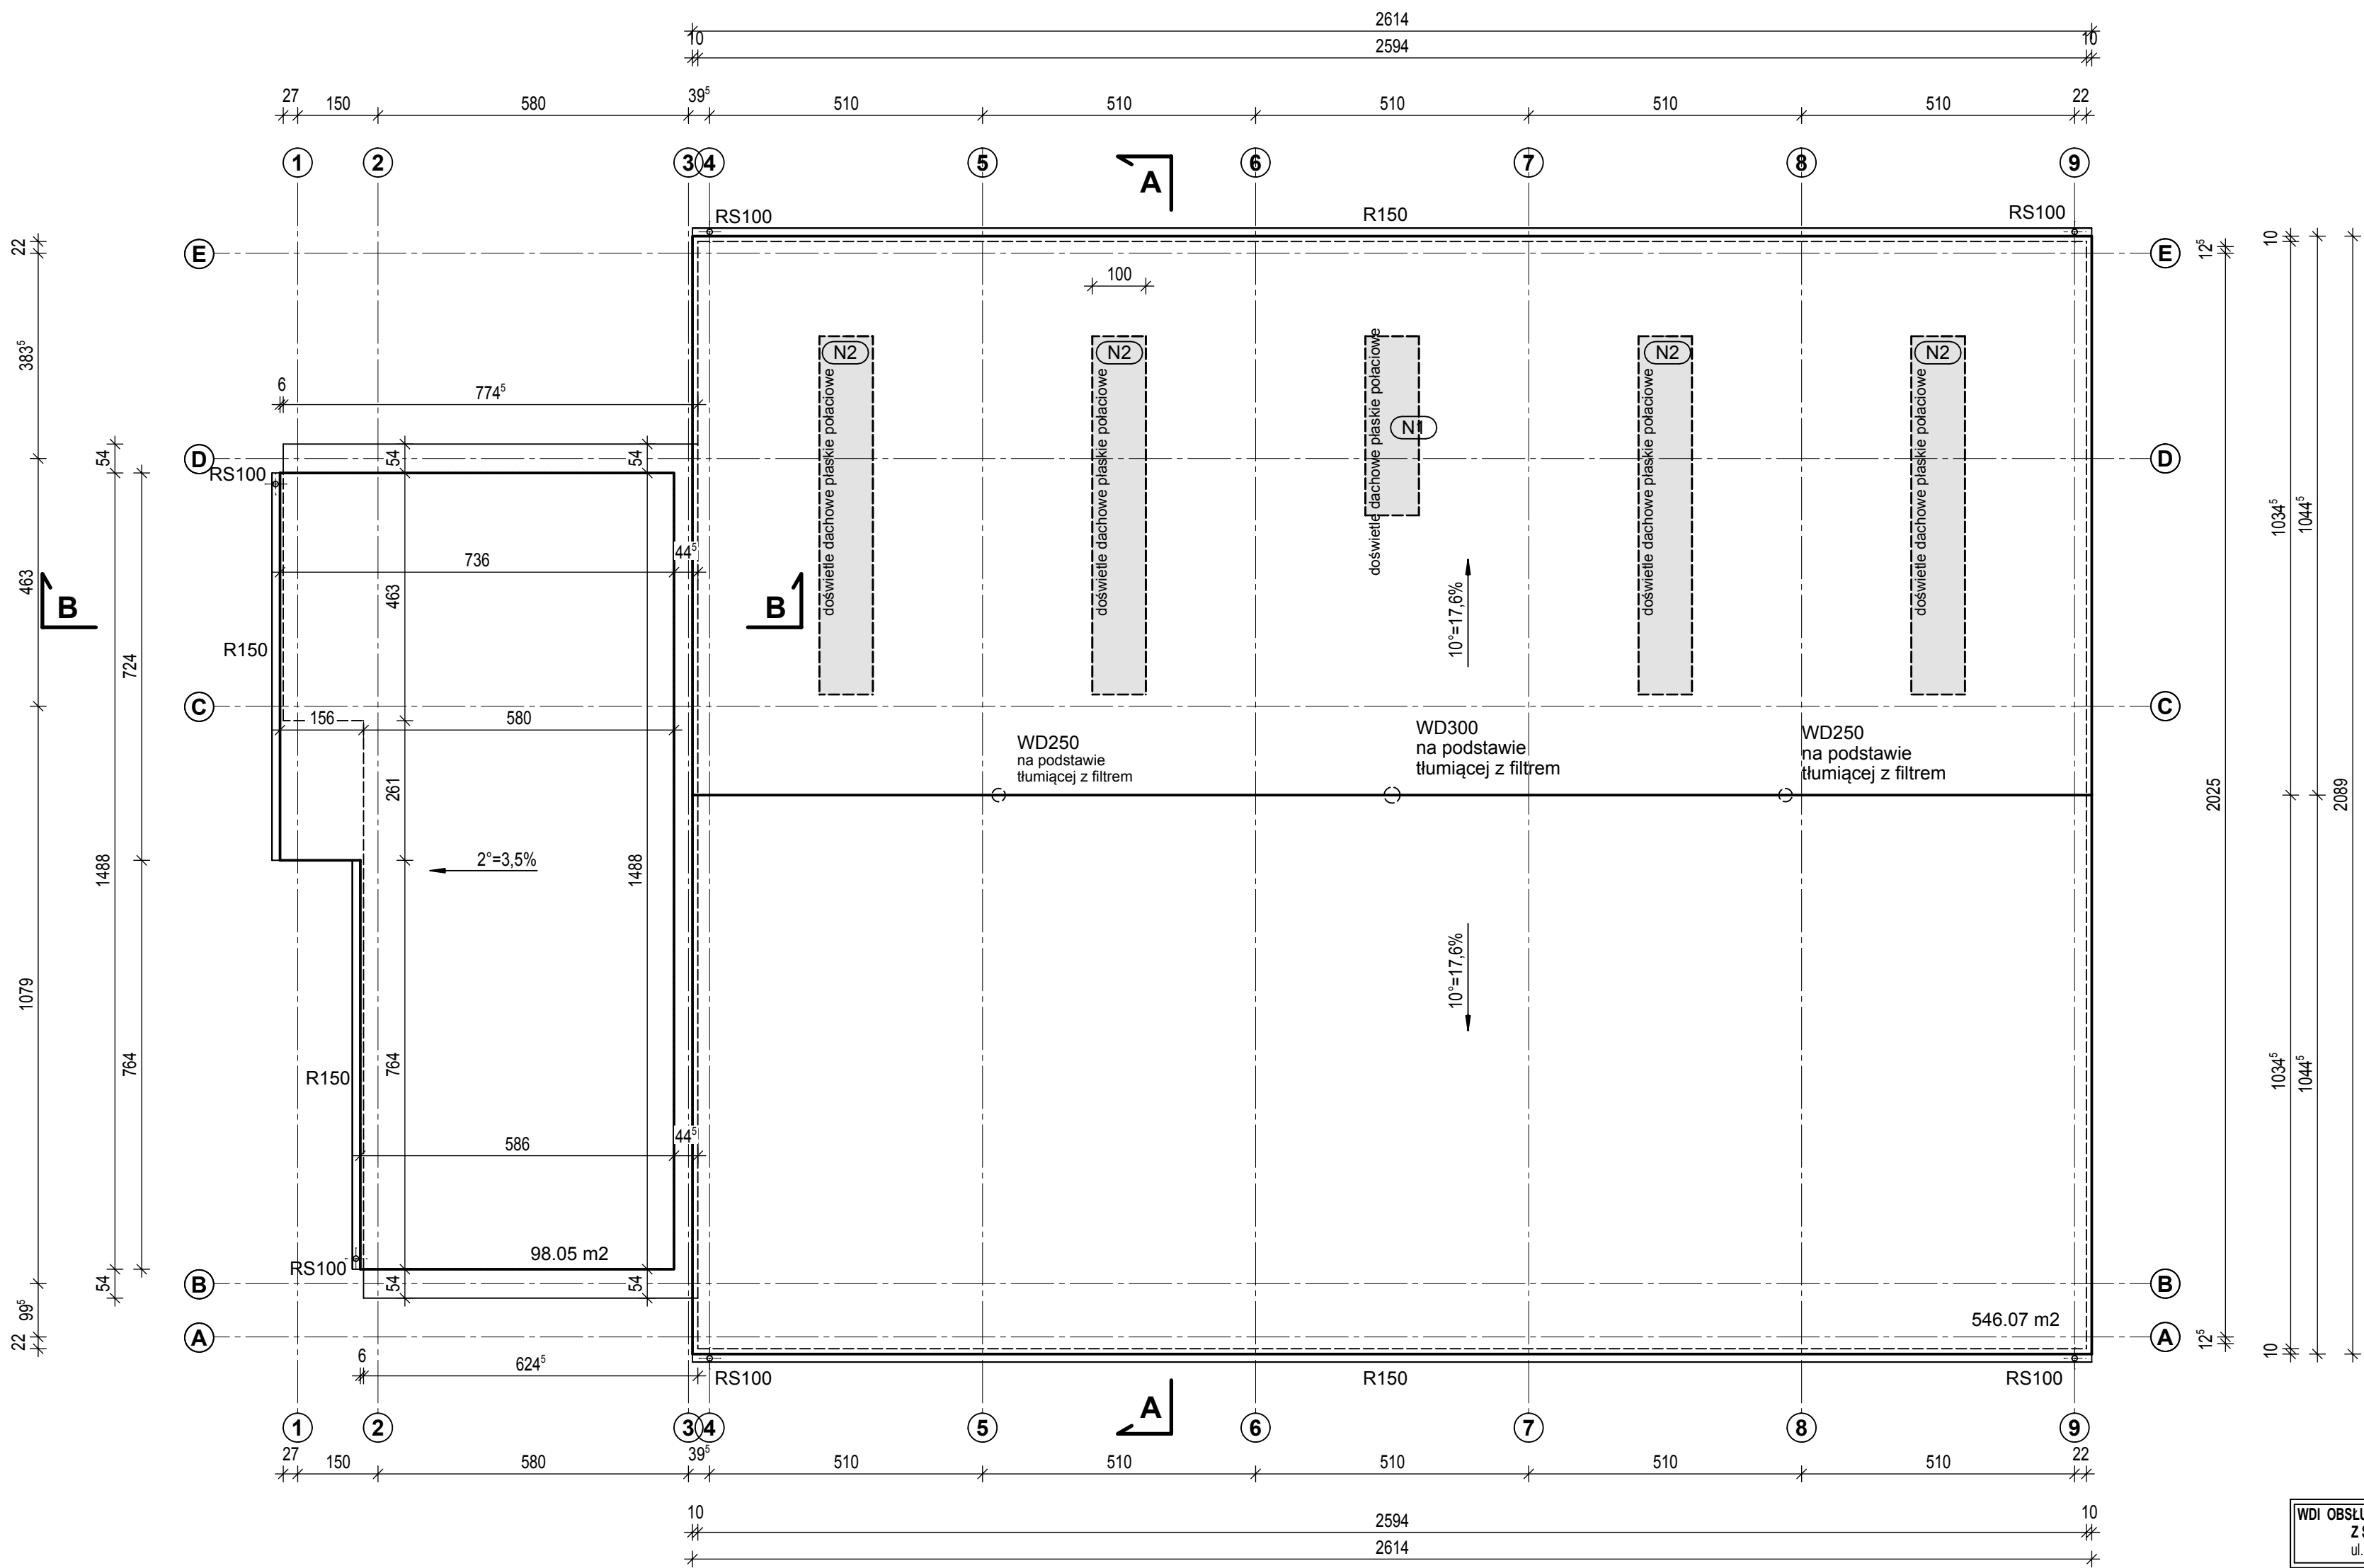 2614
10 2594 10
27 150 580 39⁵ 510 510 510 510 510 22
1 2 3 4 5 6 7 8 9
A
RS100 R150 RS100
22
E E
12⁵
10
100
383⁵
N2 N2 N2 N2
N1
doświetle dachowe płaskie połaciowe
doświetle dachowe płaskie połaciowe
doświetle dachowe płaskie połaciowe
doświetle dachowe płaskie połaciowe
doświetle dachowe płaskie połaciowe
6 774⁵
54 54 54
D D
RS100
1034⁵ 1044⁵
736 44⁵
463 463
B B
10°=17,6%
R150
724
C C
156 580
WD250
na podstawie
tłumiącej z filtrem
WD300
na podstawie
tłumiącej z filtrem
WD250
na podstawie
tłumiącej z filtrem
261
2025
2089
1488
2°=3,5%
1488
1079
10°=17,6%
764
764
R150
1034⁵ 1044⁵
586 44⁵
98.05 m2
RS100
54 54 54
B B
99⁵
546.07 m2
A A
22
12⁵
10
6 624⁵
RS100 R150 RS100
A
1 2 3 4 5 6 7 8 9
27 150 580 39⁵ 510 510 510 510 510 22
10 2594 10
2614
WDI OBSŁU
Z S
ul.